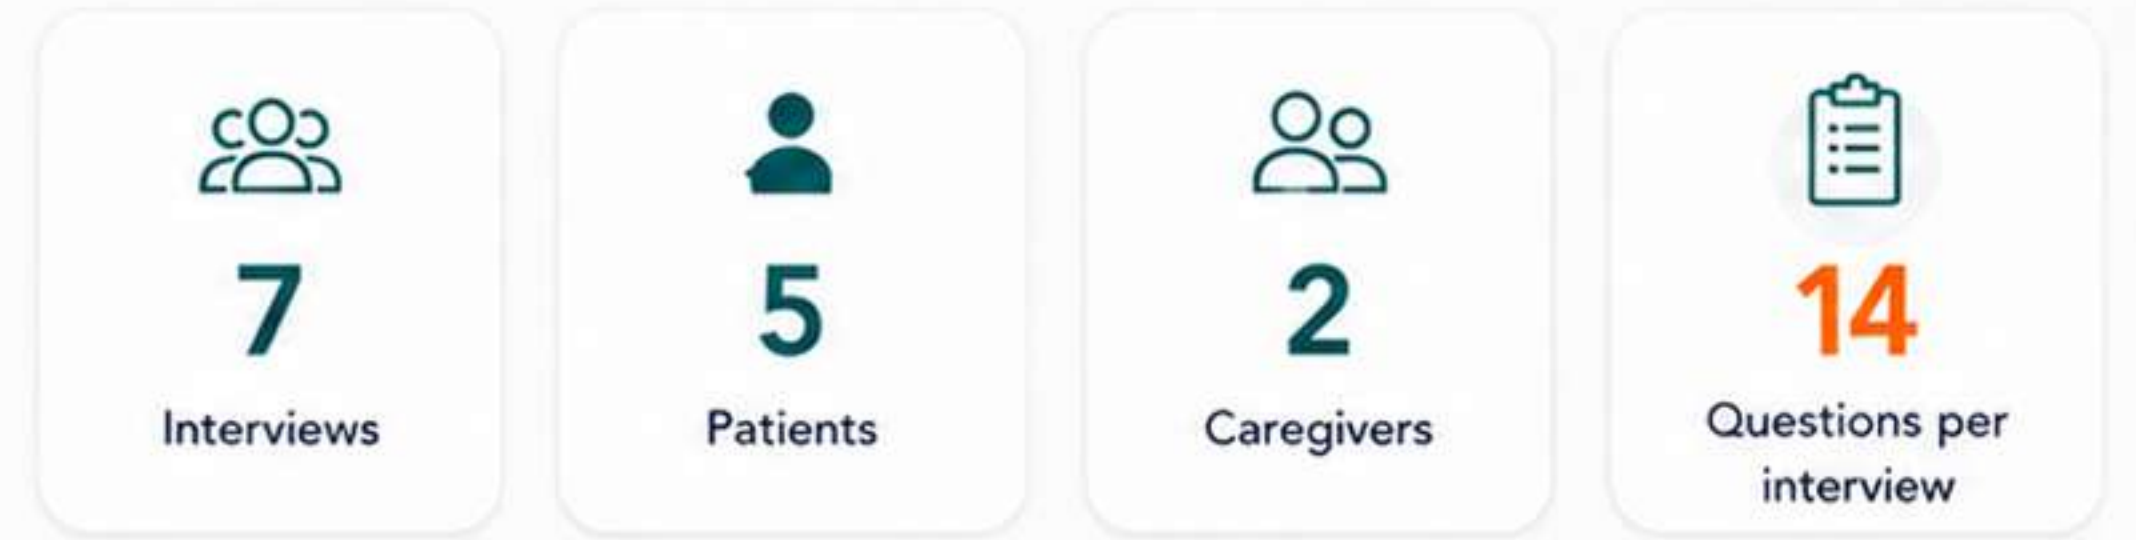 7
Interviews
5
Patients
2
Caregivers
14
Questions per
interview